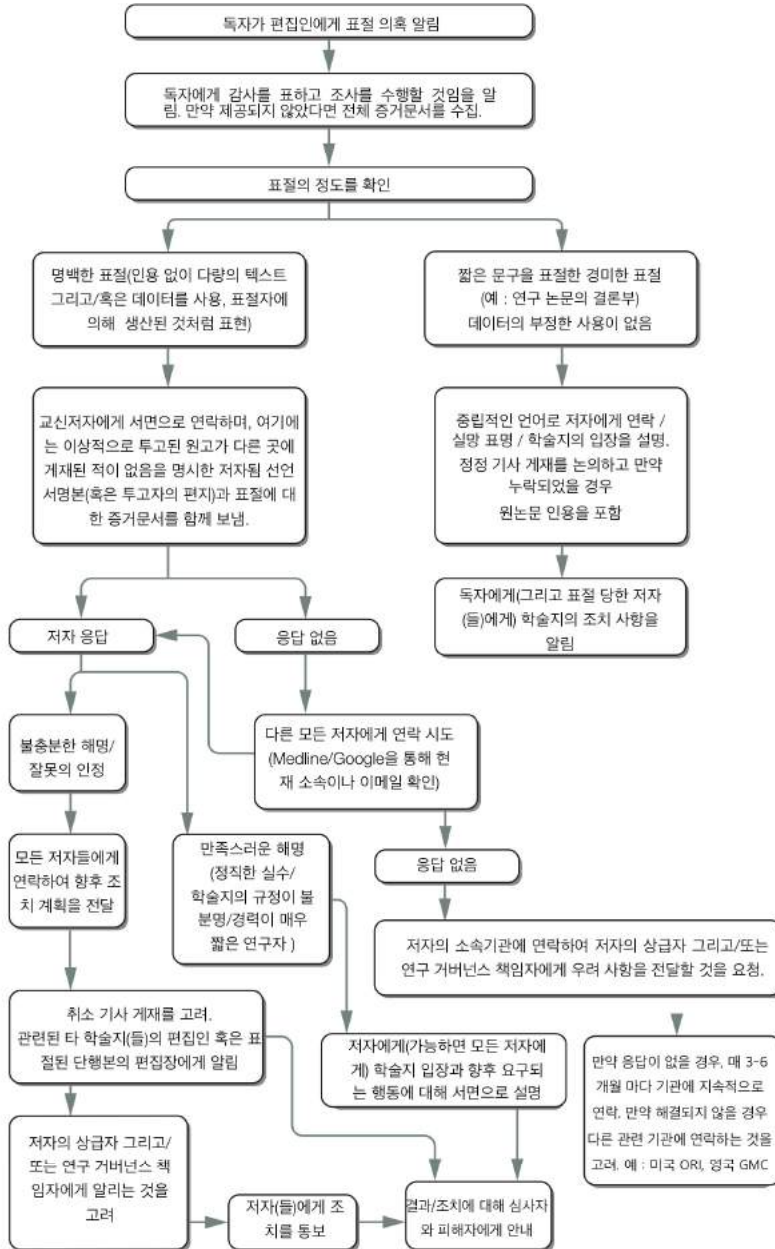 독자가 편집인에게 표절 의혹 알림
독자에게 감사를 표하고 조사를 수행할 것임을 알
림. 만약 제공되지 않았다면 전체 증거문서를 수집.
표절의 정도를 확인
명백한 표절(인용 없이 다량의 텍스트
그리고/혹은 데이터를 사용, 표절자에
의해 생산된 것처럼 표현)
짧은 문구을 표절한 경미한 표절
(예 : 연구 논문의 결론부)
데이터의 부정한 사용이 없음
교신저자에게 서면으로 연락하며, 여기에
는 이상적으로 투고된 원고가 다른 곳에
게재된 적이 없음을 명시한 저자됨 선언
서명본(혹은 투고자의 편지)과 표절에 대
한 증거문서를 함께 보냄.
중립적인 언어로 저자에게 연락 /
실망 표명 / 학술지의 입장을 설명.
정정 기사 게재를 논의하고 만약
누락되었을 경우
원논문 인용을 포함
독자에게(그리고 표절 당한 저자
(들)에게) 학술지의 조치 사항을
알림
저자 응답
응답 없음
불충분한 해명/
잘못의 인정
다른 모든 저자에게 연락 시도
(Medline/Google을 통해 현
재 소속이나 이메일 확인)
모든 저자들에게
연락하여 향후 조
치 계획을 전달
만족스러운 해명
(정직한 실수/
학술지의 규정이 불
분명/경력이 매우
짧은 연구자 )
응답 없음
저자의 소속기관에 연락하여 저자의 상급자 그리고/또는
연구 거버넌스 책임자에게 우려 사항을 전달할 것을 요청.
취소 기사 게재를 고려.
관련된 타 학술지(들)의 편집인 혹은 표
절된 단행본의 편집장에게 알림
저자에게(가능하면 모든 저자에
게) 학술지 입장과 향후 요구되
는 행동에 대해 서면으로 설명
만약 응답이 없을 경우, 매 3-6
개월 마다 기관에 지속적으로
연락. 만약 해결되지 않을 경우
다른 관련 기관에 연락하는 것을
고려. 예 : 미국 ORI, 영국 GMC
저자의 상급자 그리고/
또는 연구 거버넌스 책
임자에게 알리는 것을
고려
저자(들)에게 조
치를 통보
결과/조치에 대해 심사자
와 피해자에게 안내